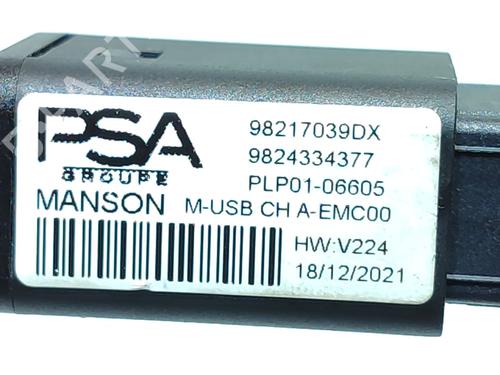 PSA
GROUPE
MANSON
98217039DX
9824334377
PLP01-06605
M-USB CH A-EMC00
HW:V224
18/12/2021